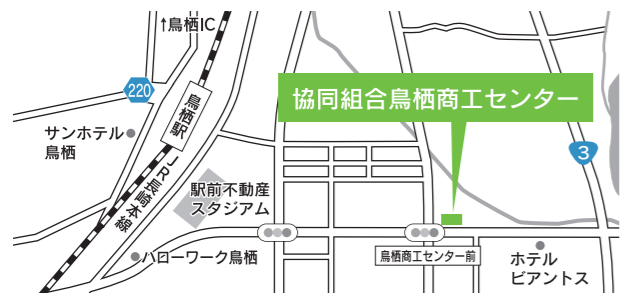 ↑鳥栖IC
220
鳥栖駅
協同組合鳥栖商工センター
サンホテル
鳥栖
3
JR長崎本線
駅前不動産
スタジアム
ハローワーク鳥栖
鳥栖商工センター前
ホテル
ビアントス